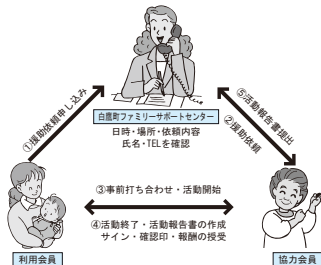 白鷹町ファミリーサポートセンター
日時・場所・依頼内容
氏名・TELを確認
①援助依頼申し込み
②援助依頼
⑤活動報告書提出
③事前打ち合わせ・活動開始
④活動終了・活動報告書の作成
サイン・確認印・報酬の授受
利用会員
協力会員